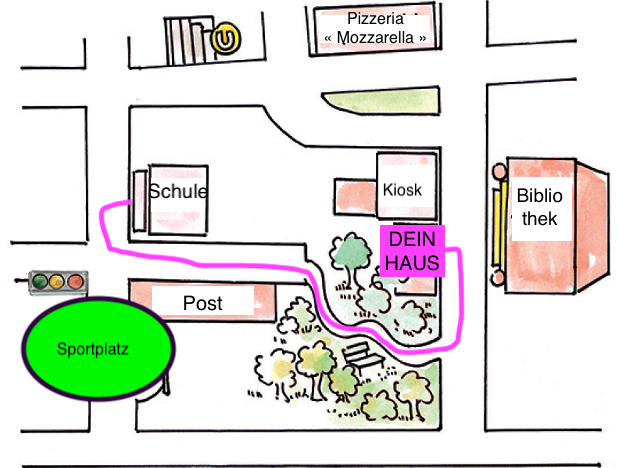 Pizzeria
« Mozzarella »
U
Schule
Kiosk
Biblio
thek
DEIN
HAUS
Post
Sportplatz